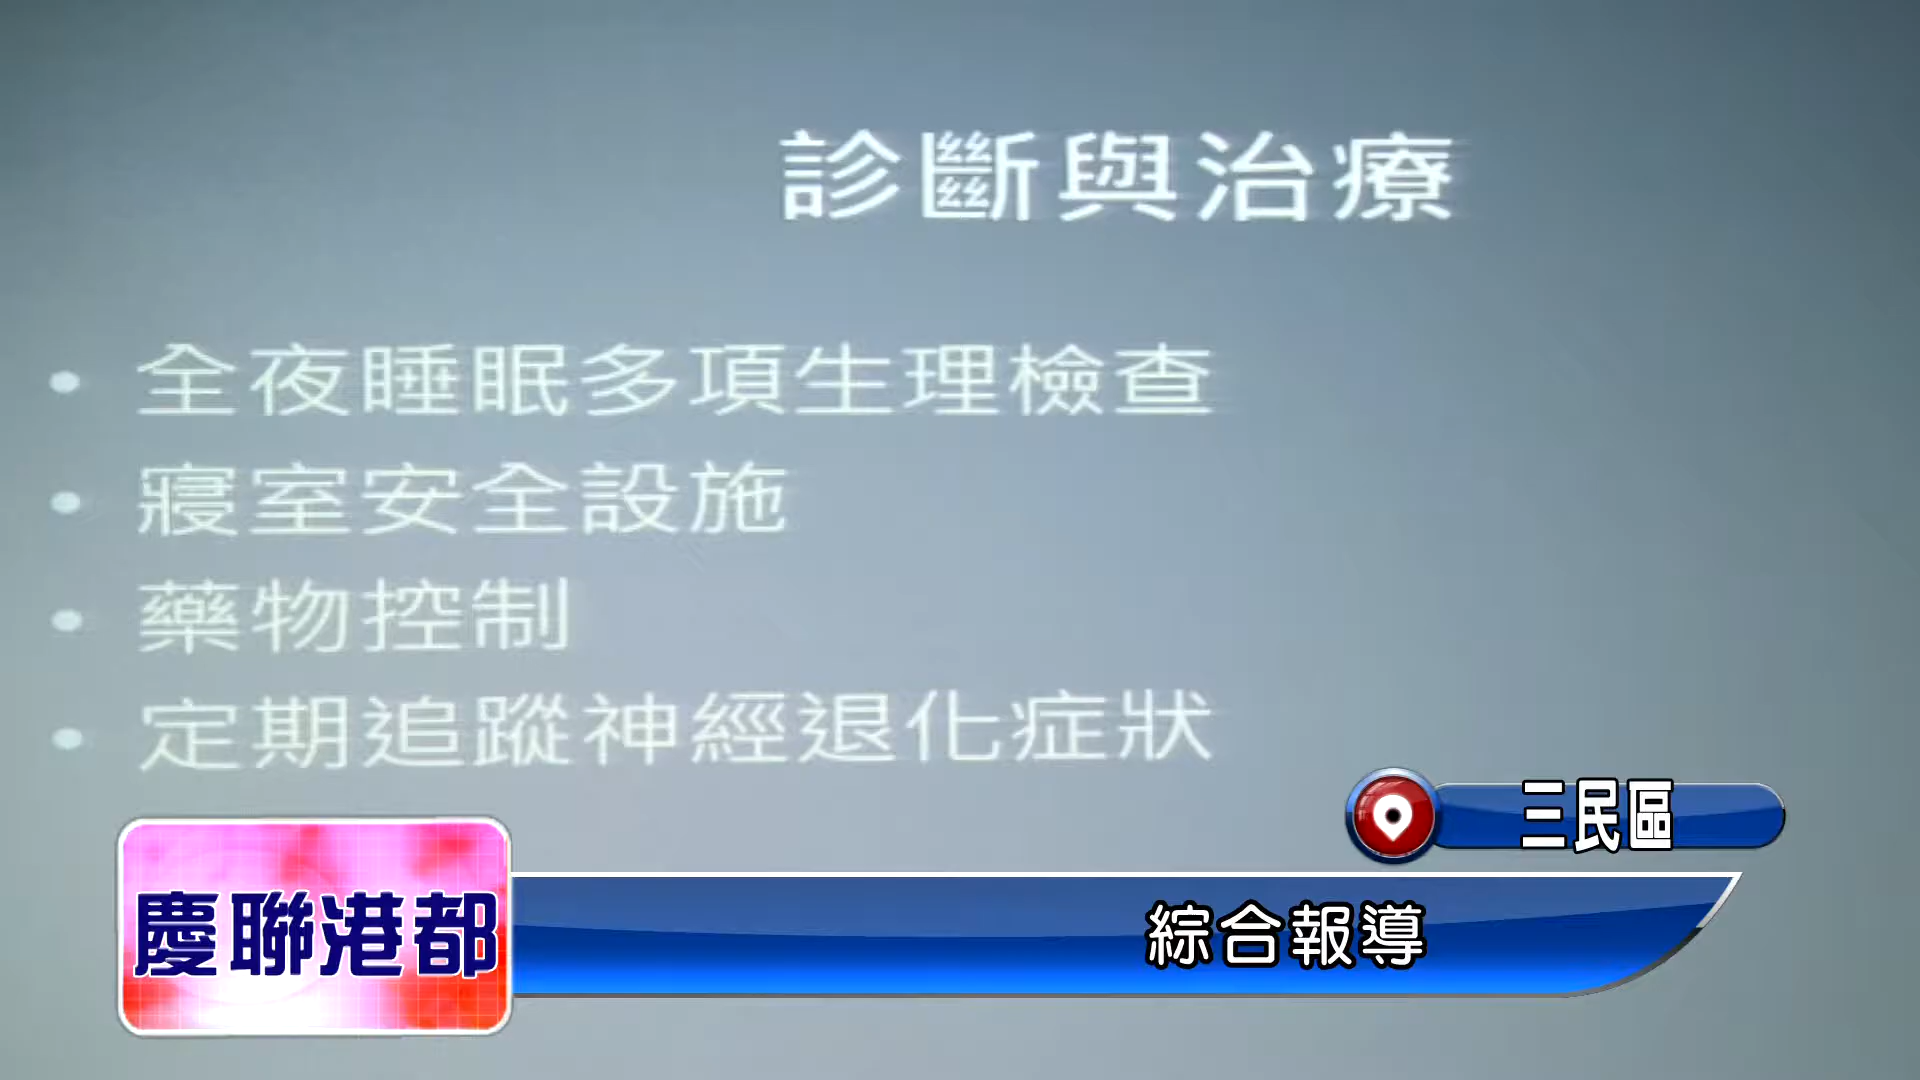 診斷與治療
• 全夜睡眠多項生理檢查
• 寢室安全設施
• 藥物控制
• 定期追蹤神經退化症狀
三民區
慶聯港都
綜合報導